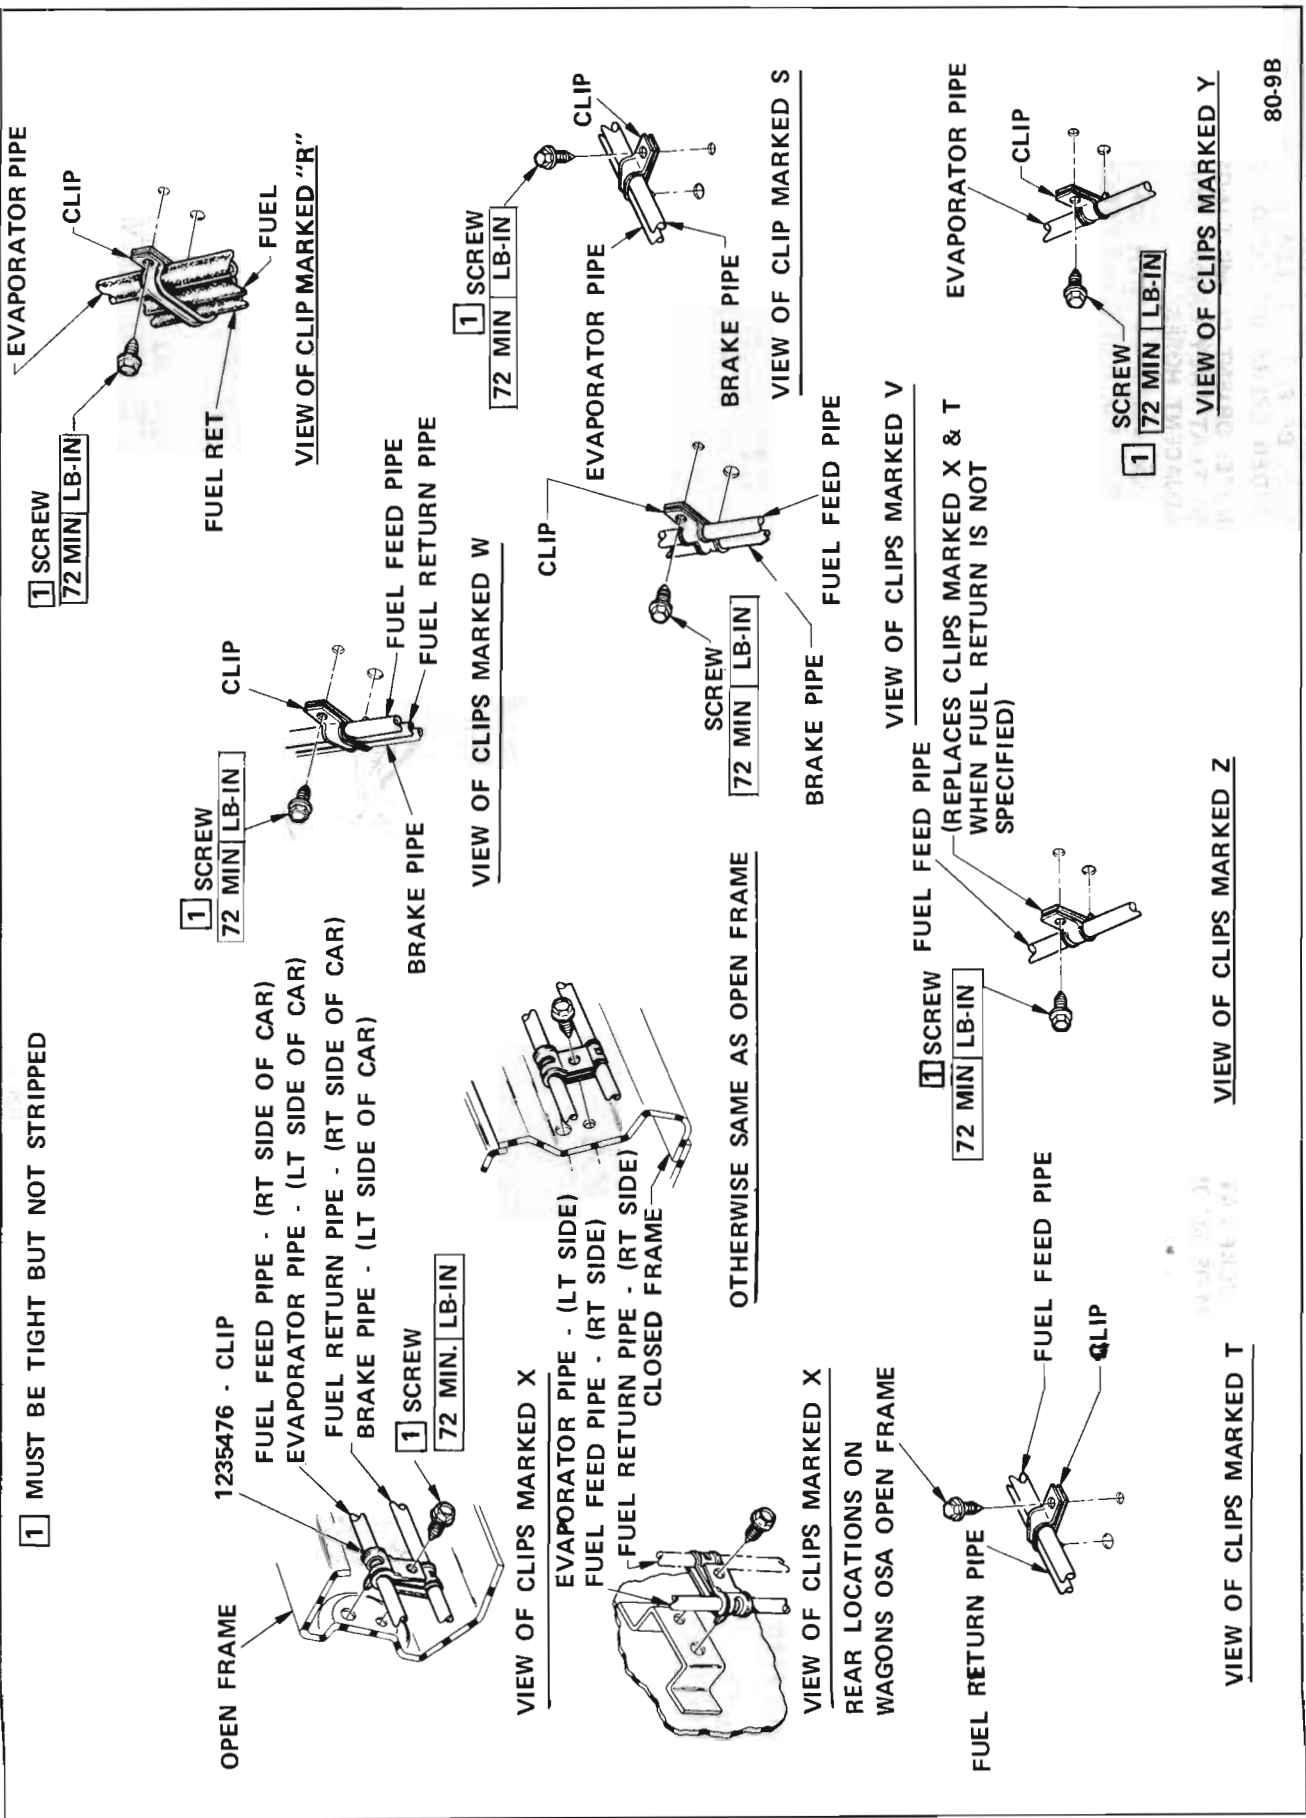 1 MUST BE TIGHT BUT NOT STRIPPED
OPEN FRAME
1235476 - CLIP
FUEL FEED PIPE - (RT SIDE OF CAR)
EVAPORATOR PIPE - (LT SIDE OF CAR)
FUEL RETURN PIPE - (RT SIDE OF CAR)
BRAKE PIPE - (LT SIDE OF CAR)
1 SCREW
72 MIN. LB-IN
VIEW OF CLIPS MARKED X
1 SCREW
72 MIN LB-IN
CLIP
BRAKE PIPE
FUEL FEED PIPE
FUEL RETURN PIPE
VIEW OF CLIPS MARKED W
1 SCREW
72 MIN LB-IN
EVAPORATOR PIPE
CLIP
FUEL RET
FUEL
VIEW OF CLIP MARKED "R"
EVAPORATOR PIPE - (LT SIDE)
FUEL FEED PIPE - (RT SIDE)
FUEL RETURN PIPE - (RT SIDE)
CLOSED FRAME
VIEW OF CLIPS MARKED X
REAR LOCATIONS ON
WAGONS OSA OPEN FRAME
OTHERWISE SAME AS OPEN FRAME
CLIP
SCREW
72 MIN LB-IN
BRAKE PIPE
FUEL FEED PIPE
VIEW OF CLIPS MARKED V
(REPLACES CLIPS MARKED X & T
WHEN FUEL RETURN IS NOT
SPECIFIED)
1 SCREW
72 MIN LB-IN
EVAPORATOR PIPE
CLIP
BRAKE PIPE
VIEW OF CLIP MARKED S
FUEL RETURN PIPE
FUEL FEED PIPE
CLIP
VIEW OF CLIPS MARKED T
FUEL FEED PIPE
1 SCREW
72 MIN LB-IN
VIEW OF CLIPS MARKED Z
EVAPORATOR PIPE
CLIP
1 SCREW
72 MIN LB-IN
VIEW OF CLIPS MARKED Y
80-9B